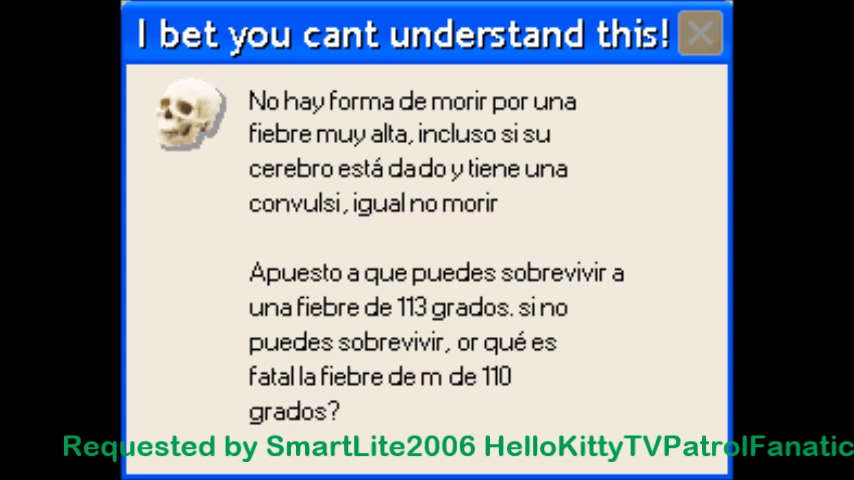 I bet you cant understand this!
No hay forma de morir por una
fiebre muy alta, incluso si su
cerebro está dado y tiene una
convulsi, igual no morir
Apuesto a que puedes sobrevivir a
una fiebre de 113 grados. si no
puedes sobrevivir, or qué es
fatal la fiebre de m de 110
grados?
Requested by SmartLite2006 HelloKittyTVPatrolFanatic